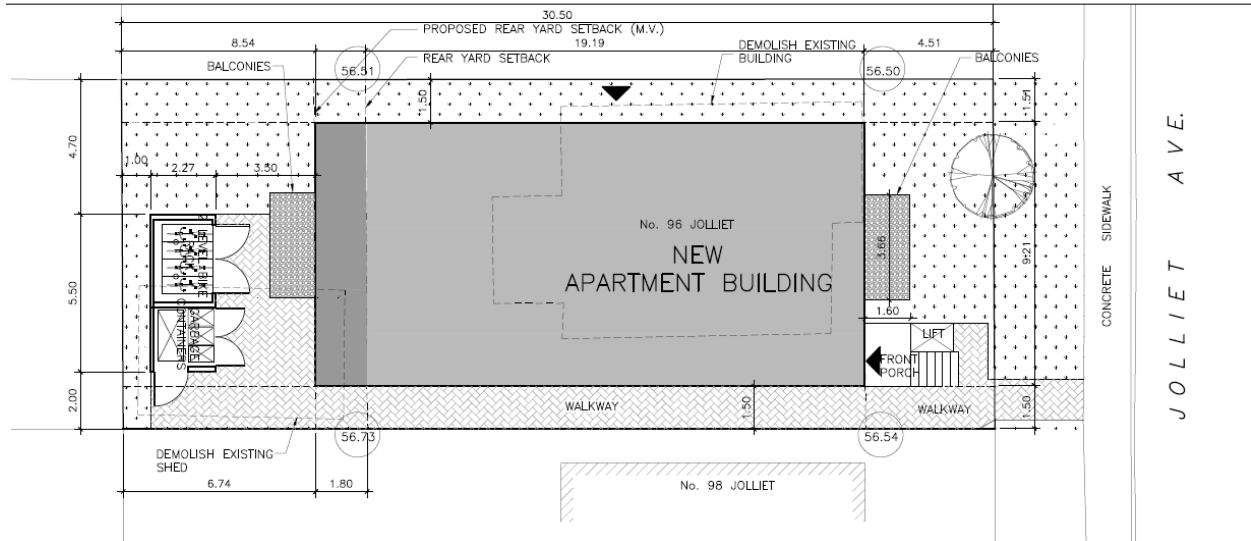 30.50
PROPOSED REAR YARD SETBACK (M.V.)
8.54
19.19
4.51
DEMOLISH EXISTING
BUILDING
BALCONIES
REAR YARD SETBACK
BALCONIES
56.51
56.50
1.50
1.51
4.70
1.00
2.27
3.50
No. 96 JOLLIET
NEW
APARTMENT BUILDING
3.66
9.21
5.50
2 LEVEL BIKE
RACK
GARBAGE
CONTAINERS
1.60
LIFT
FRONT
PORCH
CONCRETE SIDEWALK
JOLLIET AVE.
2.00
WALKWAY
1.50
WALKWAY
1.50
56.73
56.54
DEMOLISH EXISTING
SHED
6.74
1.80
No. 98 JOLLIET